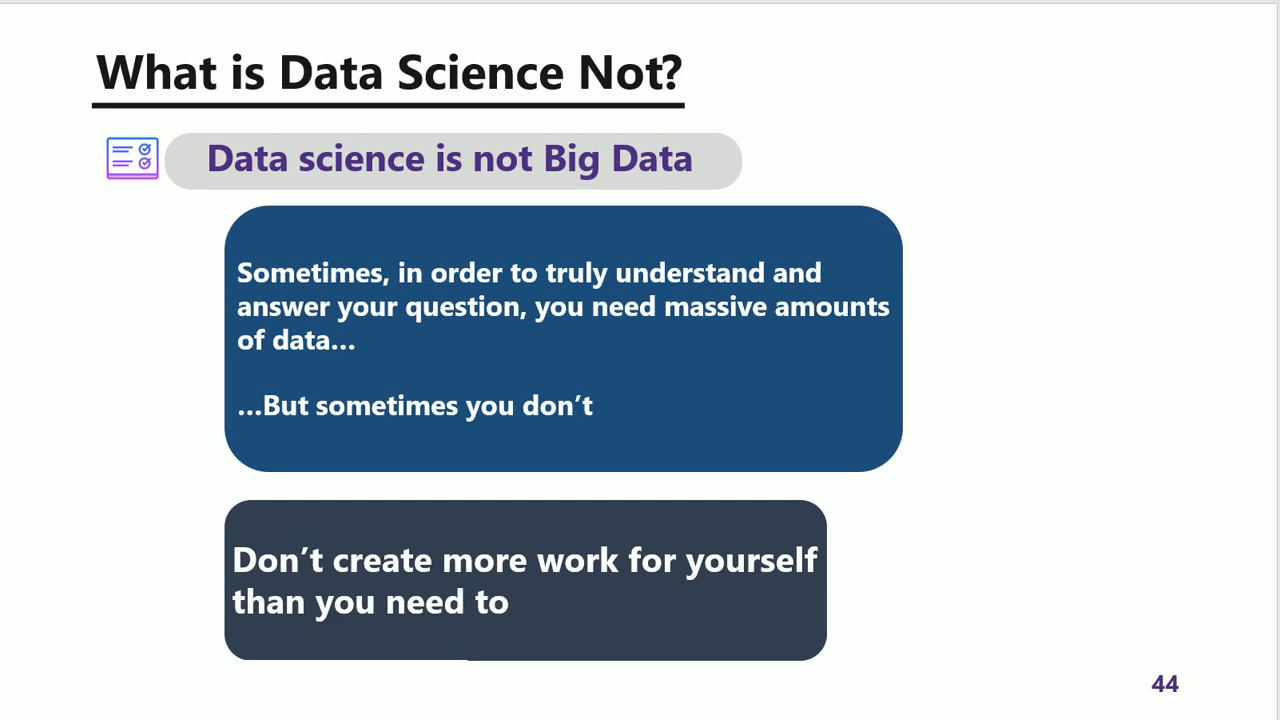 What is Data Science Not?
Data science is not Big Data
Sometimes, in order to truly understand and
answer your question, you need massive amounts
of data…
…But sometimes you don’t
Don’t create more work for yourself
than you need to
44